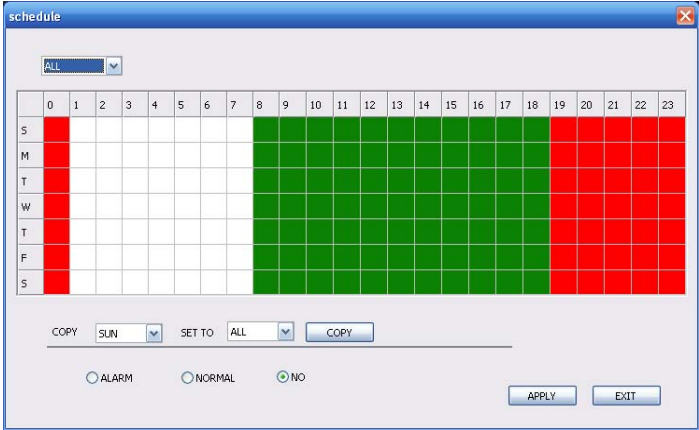 schedule
ALL
0 1 2 3 4 5 6 7 8 9 10 11 12 13 14 15 16 17 18 19 20 21 22 23
S
M
T
W
T
F
S
COPY SUN SET TO ALL COPY
ALARM NORMAL NO
APPLY EXIT